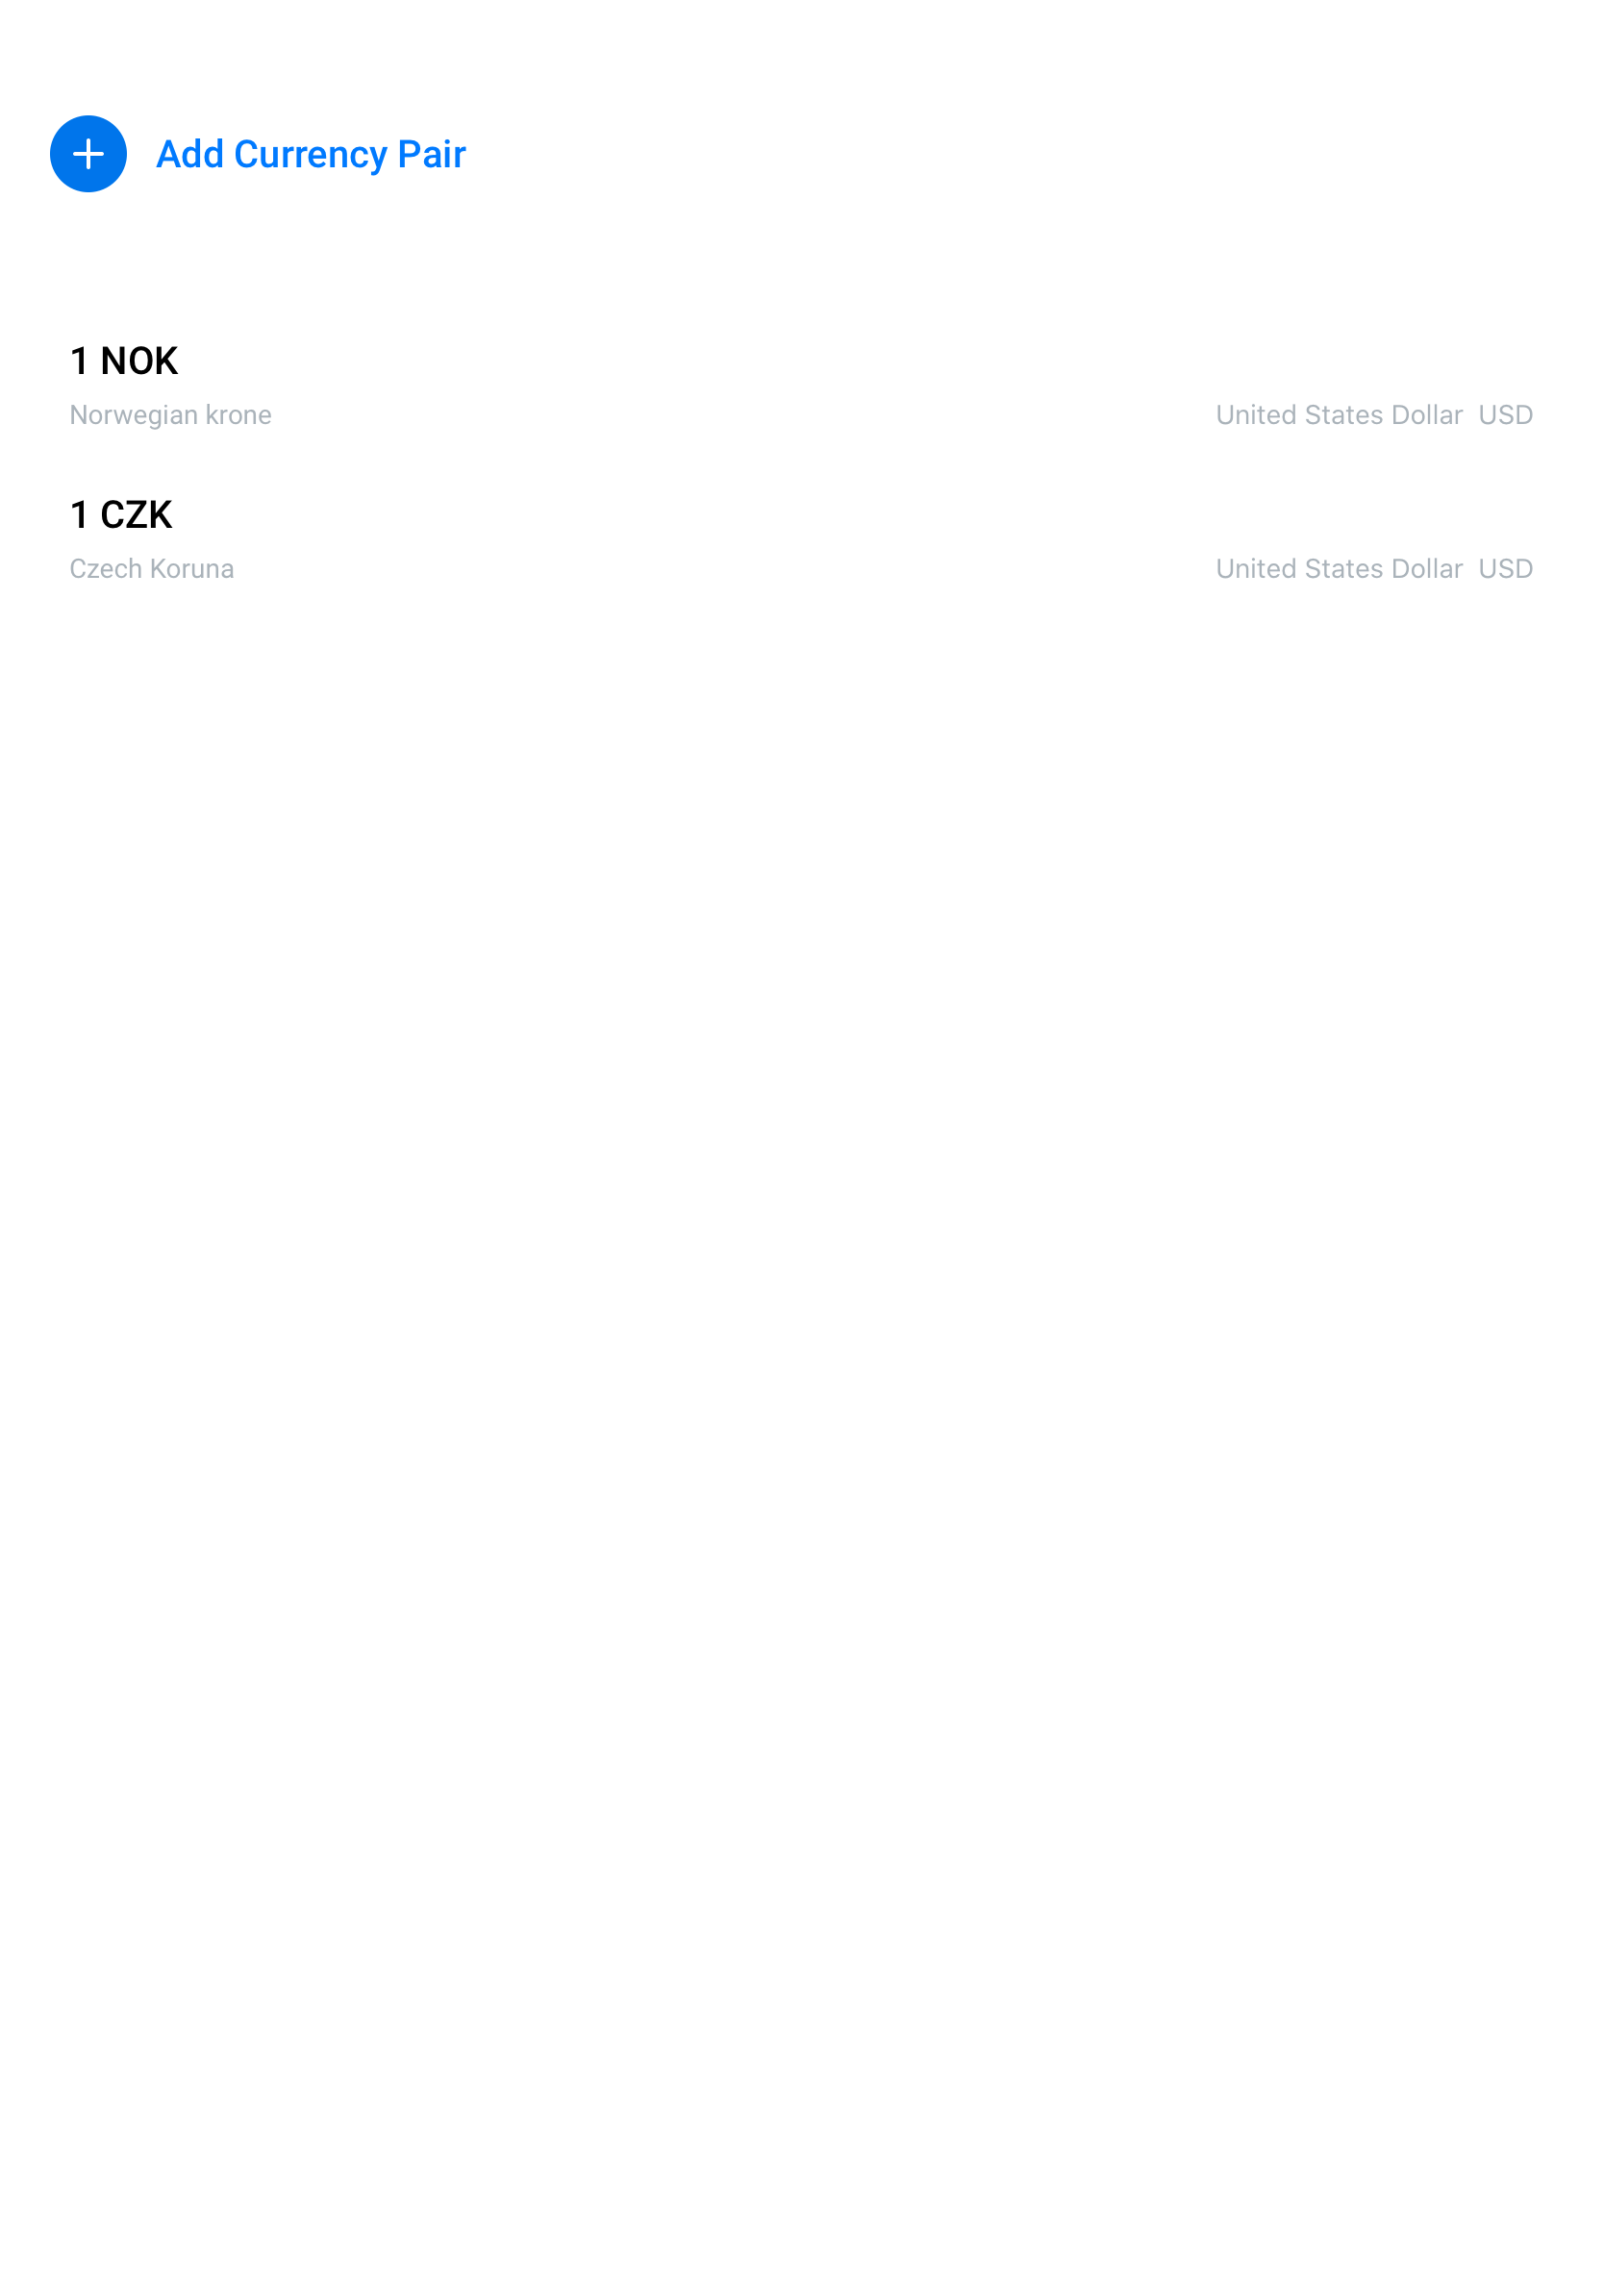 Add Currency Pair
1 NOK
Norwegian krone United States Dollar USD
1 CZK
Czech Koruna United States Dollar USD